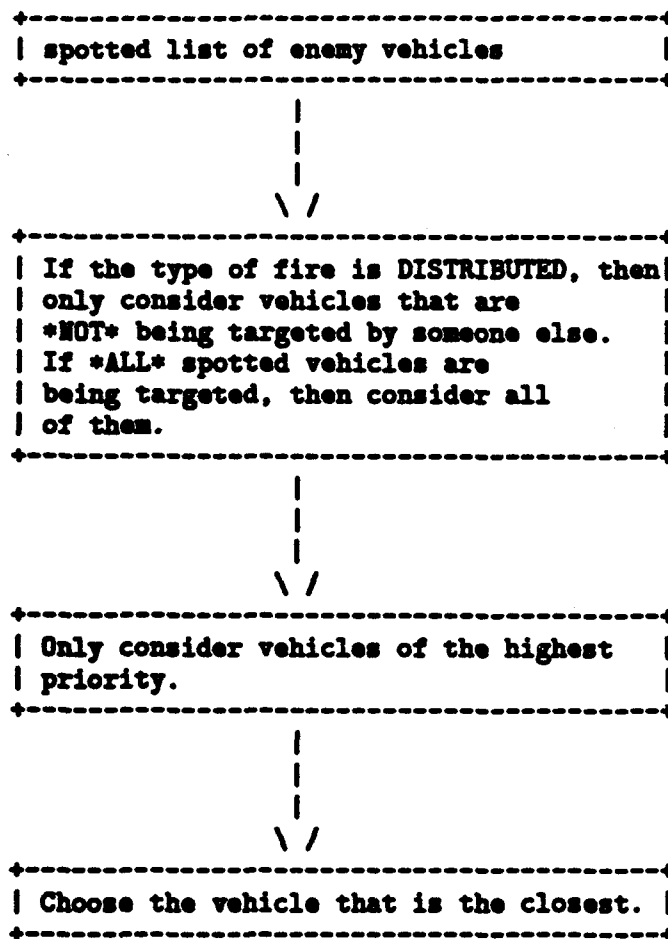 spotted list of enemy vehicles
If the type of fire is DISTRIBUTED, then
only consider vehicles that are
*NOT* being targeted by someone else.
If *ALL* spotted vehicles are
being targeted, then consider all
of them.
Only consider vehicles of the highest
priority.
Choose the vehicle that is the closest.